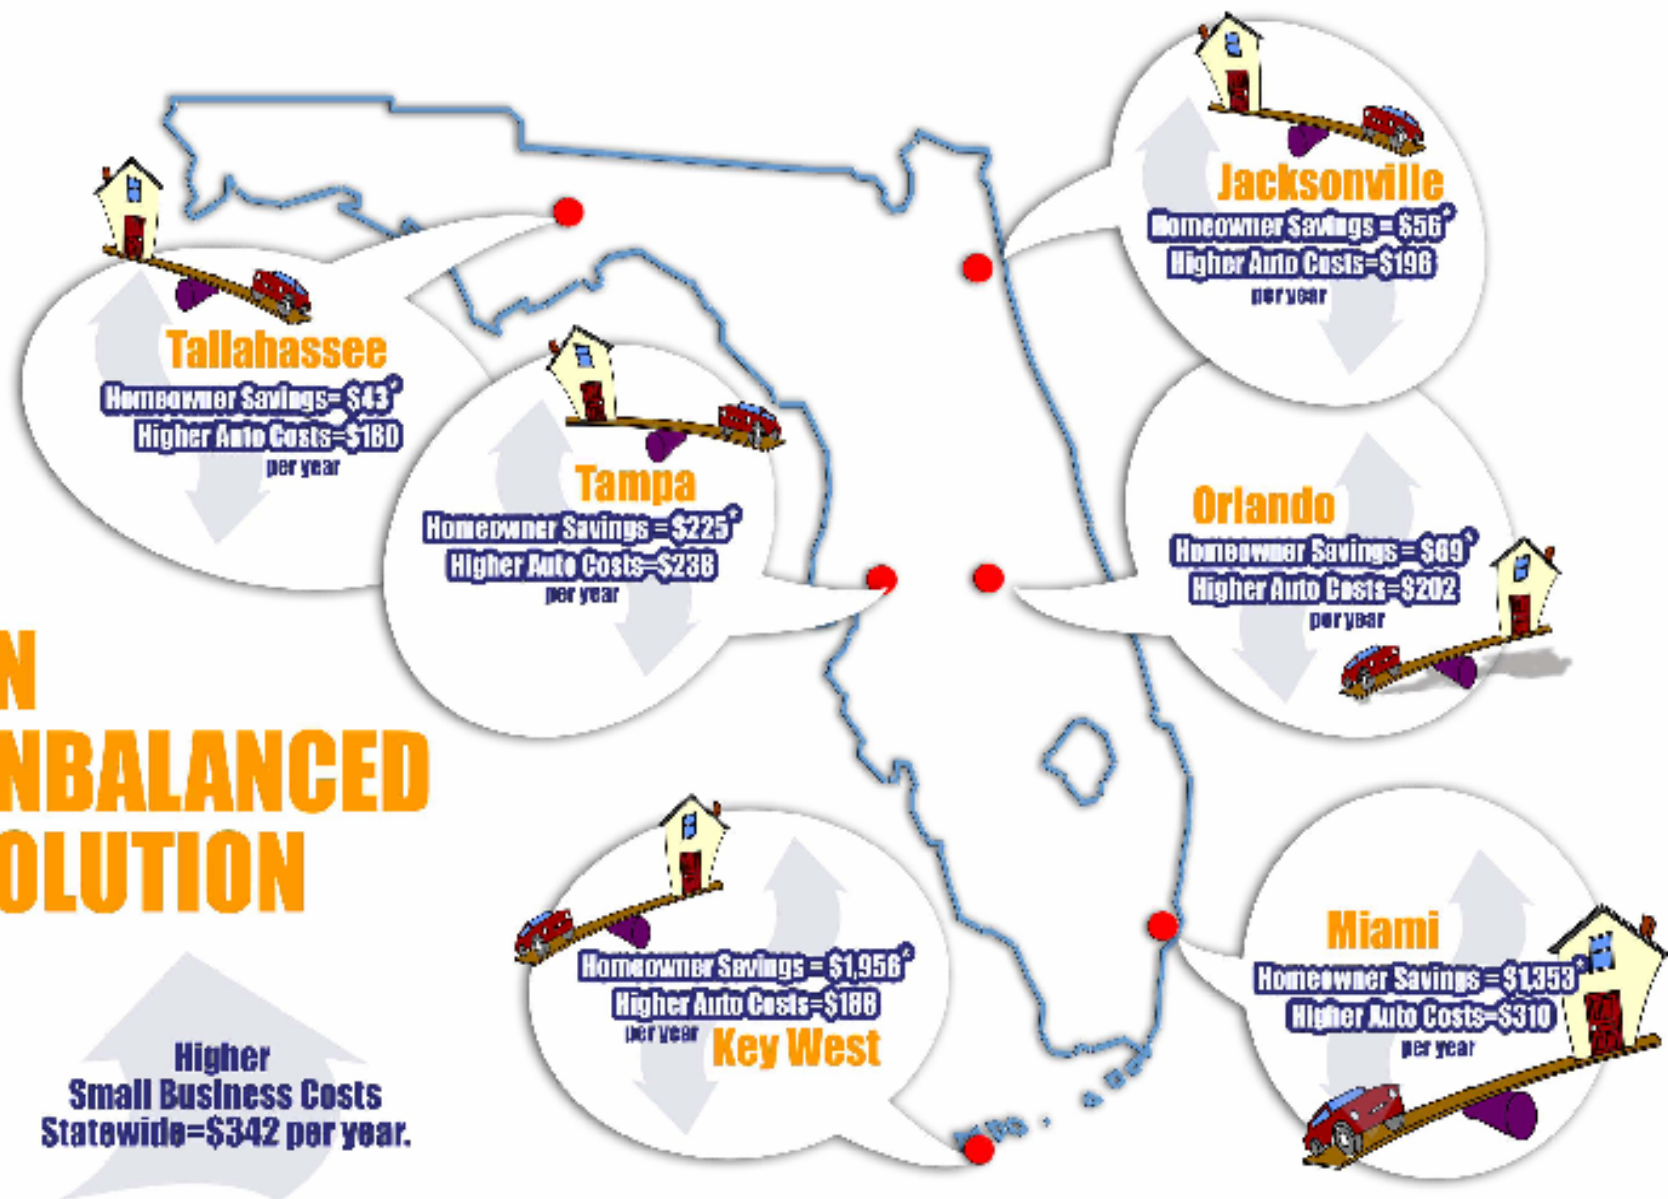 Jacksonville
Homeowner Savings = $56*
Higher Auto Costs=$196
per year
Tallahassee
Homeowner Savings= $43*
Higher Auto Costs=$180
per year
Tampa
Homeowner Savings = $225*
Higher Auto Costs=$238
per year
Orlando
Homeowner Savings = $69*
Higher Auto Costs=$202
per year
N
NBALANCED
OLUTION
Homeowner Savings = $1,956*
Higher Auto Costs=$188
per year
Key West
Miami
Homeowner Savings = $1,353*
Higher Auto Costs=$310
per year
Higher
Small Business Costs
Statewide=$342 per year.